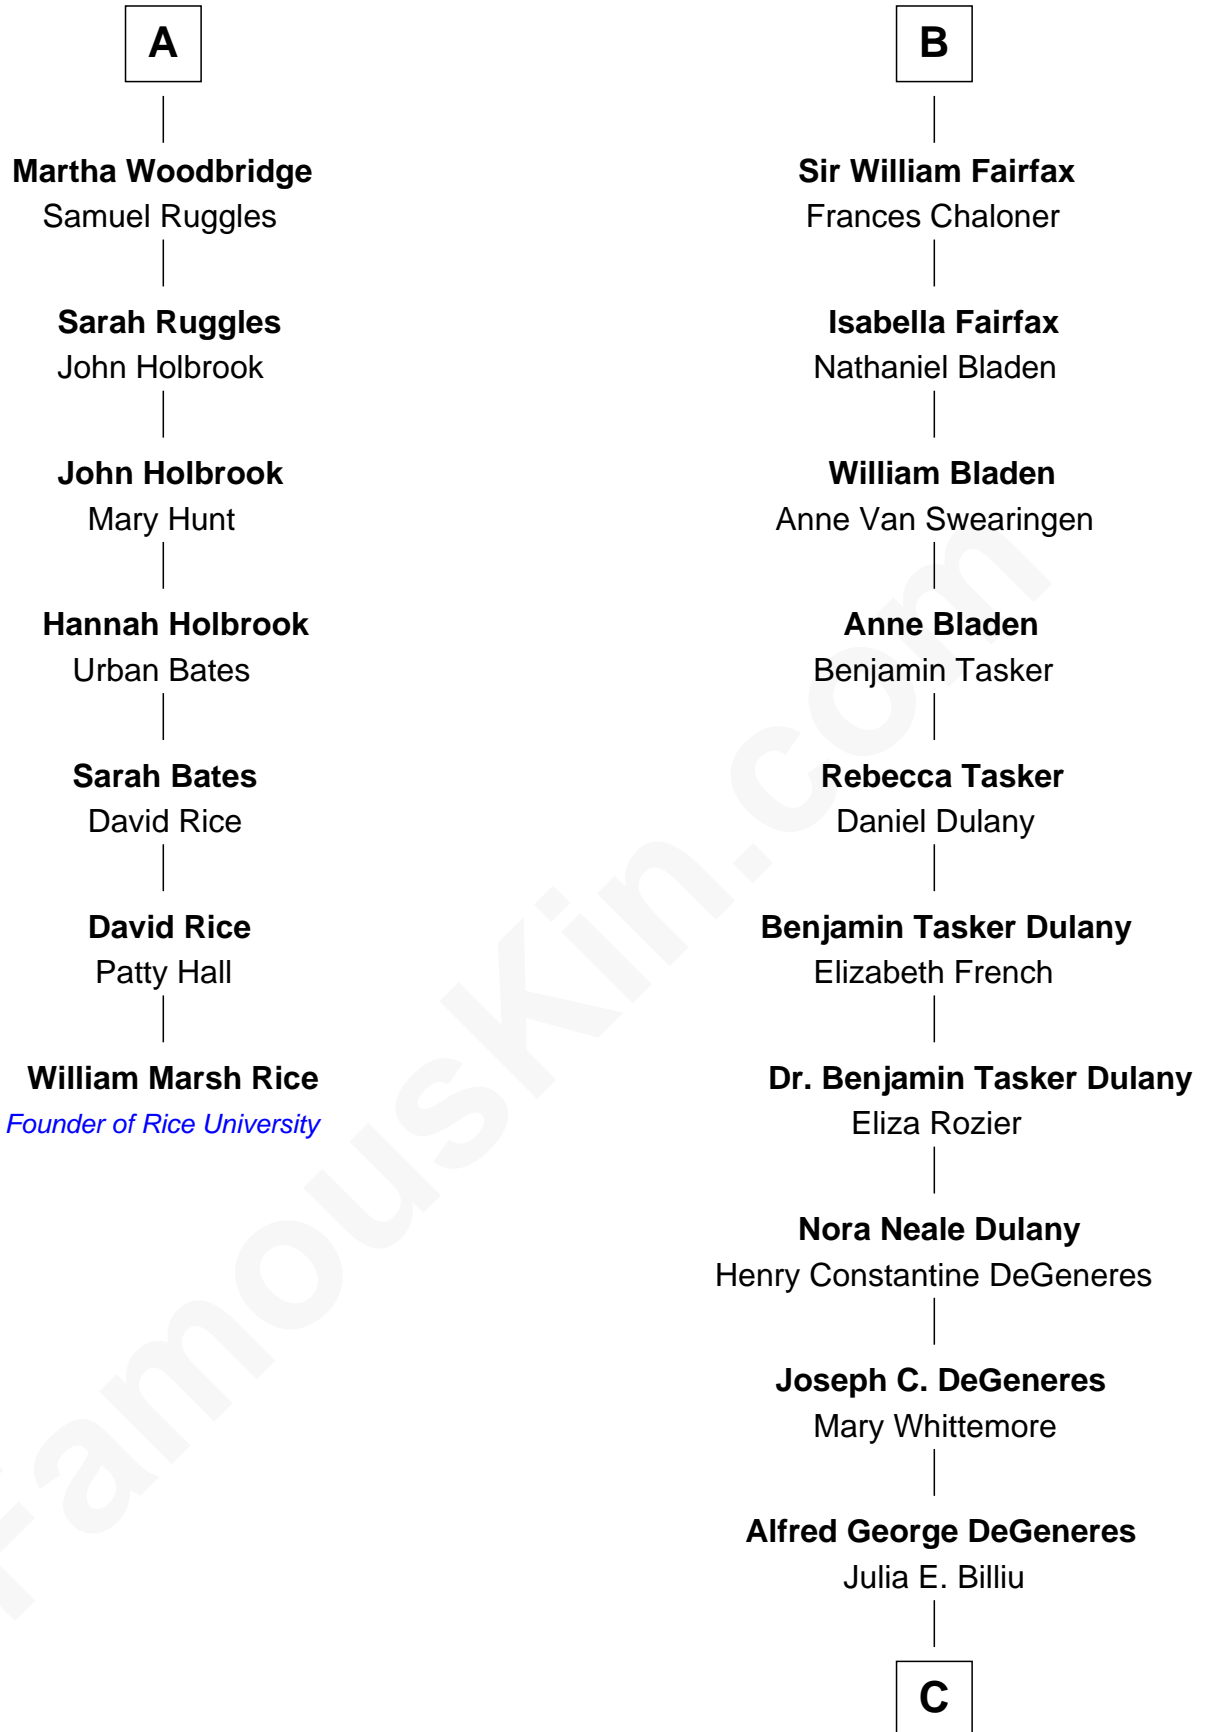 A
Martha Woodbridge
Samuel Ruggles
Sarah Ruggles
John Holbrook
John Holbrook
Mary Hunt
Hannah Holbrook
Urban Bates
Sarah Bates
David Rice
David Rice
Patty Hall
William Marsh Rice
Founder of Rice University
B
Sir William Fairfax
Frances Chaloner
Isabella Fairfax
Nathaniel Bladen
William Bladen
Anne Van Swearingen
Anne Bladen
Benjamin Tasker
Rebecca Tasker
Daniel Dulany
Benjamin Tasker Dulany
Elizabeth French
Dr. Benjamin Tasker Dulany
Eliza Rozier
Nora Neale Dulany
Henry Constantine DeGeneres
Joseph C. DeGeneres
Mary Whittemore
Alfred George DeGeneres
Julia E. Billiu
C
FamousKin.com